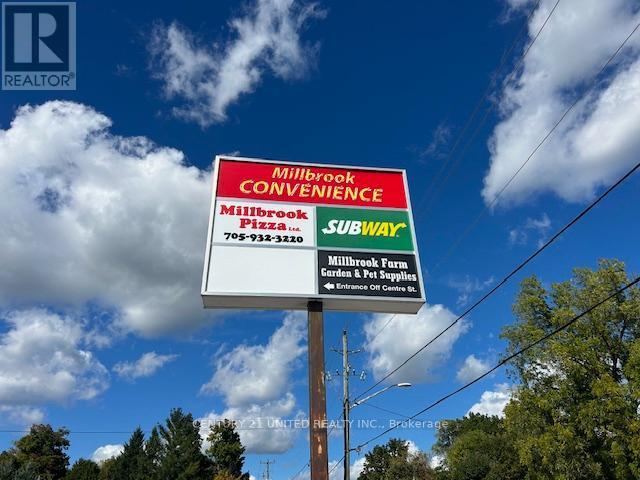 R
REALTOR®
Millbrook
CONVENIENCE
Millbrook
Pizza Ltd.
705-932-3220
SUBWAY
Millbrook Farm
Garden & Pet Supplies
Entrance Off Centre St.
CENTURY 21 UNITED REALTY INC., Brokerage